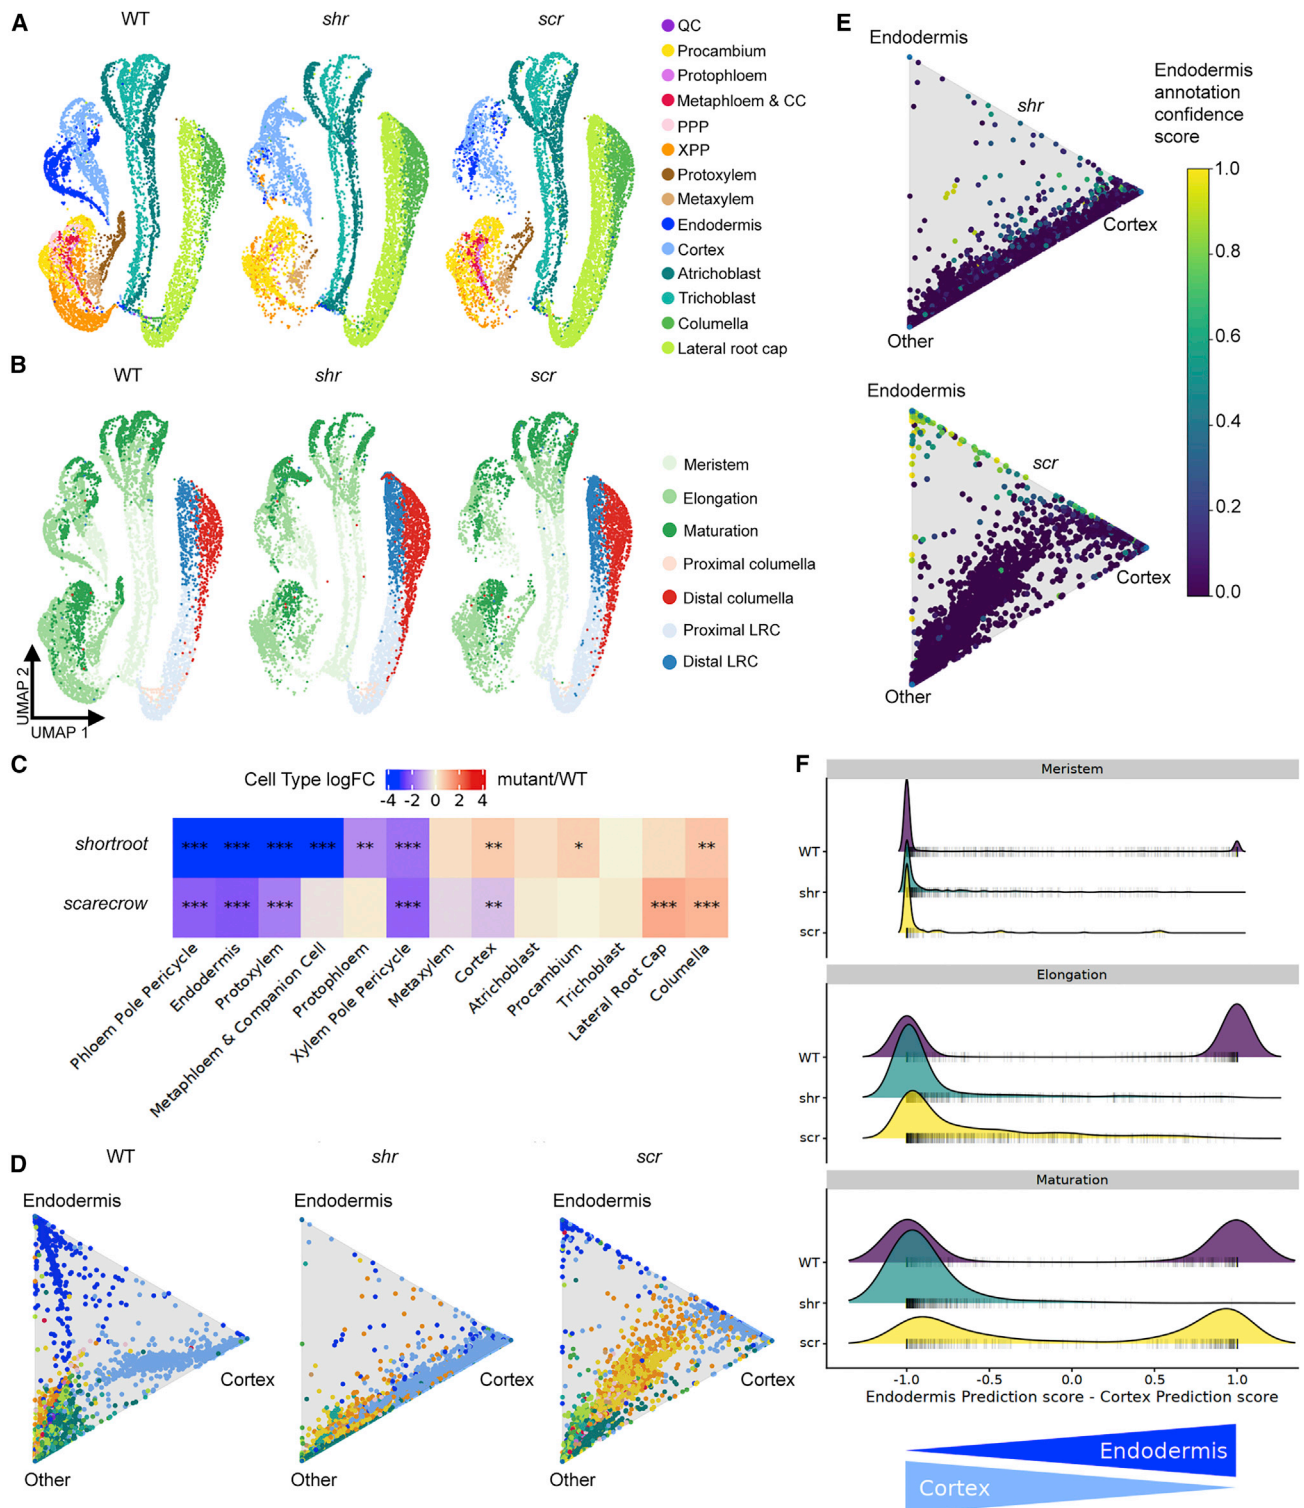 A
WT
shr
scr
QC
Procambium
Protophloem
Metaphloem & CC
PPP
XPP
Protoxylem
Metaxylem
Endodermis
Cortex
Atrichoblast
Trichoblast
Columella
Lateral root cap
B
WT
shr
scr
Meristem
Elongation
Maturation
Proximal columella
Distal columella
Proximal LRC
Distal LRC
UMAP 2
UMAP 1
C
Cell Type logFC
-4 -2 0 2 4
mutant/WT
shortroot
*** *** *** *** ** *** ** * **
scarecrow
*** *** *** *** ** *** ***
Phloem Pole Pericycle
Endodermis
Protoxylem
Metaphloem & Companion Cell
Protophloem
Xylem Pole Pericycle
Metaxylem
Cortex
Atrichoblast
Procambium
Trichoblast
Lateral Root Cap
Columella
D
WT
shr
scr
Endodermis
Cortex
Other
Endodermis
Cortex
Other
Endodermis
Cortex
Other
E
Endodermis
shr
Cortex
Other
Endodermis
scr
Cortex
Other
Endodermis
annotation
confidence
score
1.0
0.8
0.6
0.4
0.2
0.0
F
Meristem
WT
shr
scr
Elongation
WT
shr
scr
Maturation
WT
shr
scr
-1.0 -0.5 0.0 0.5 1.0
Endodermis Prediction score - Cortex Prediction score
Endodermis
Cortex